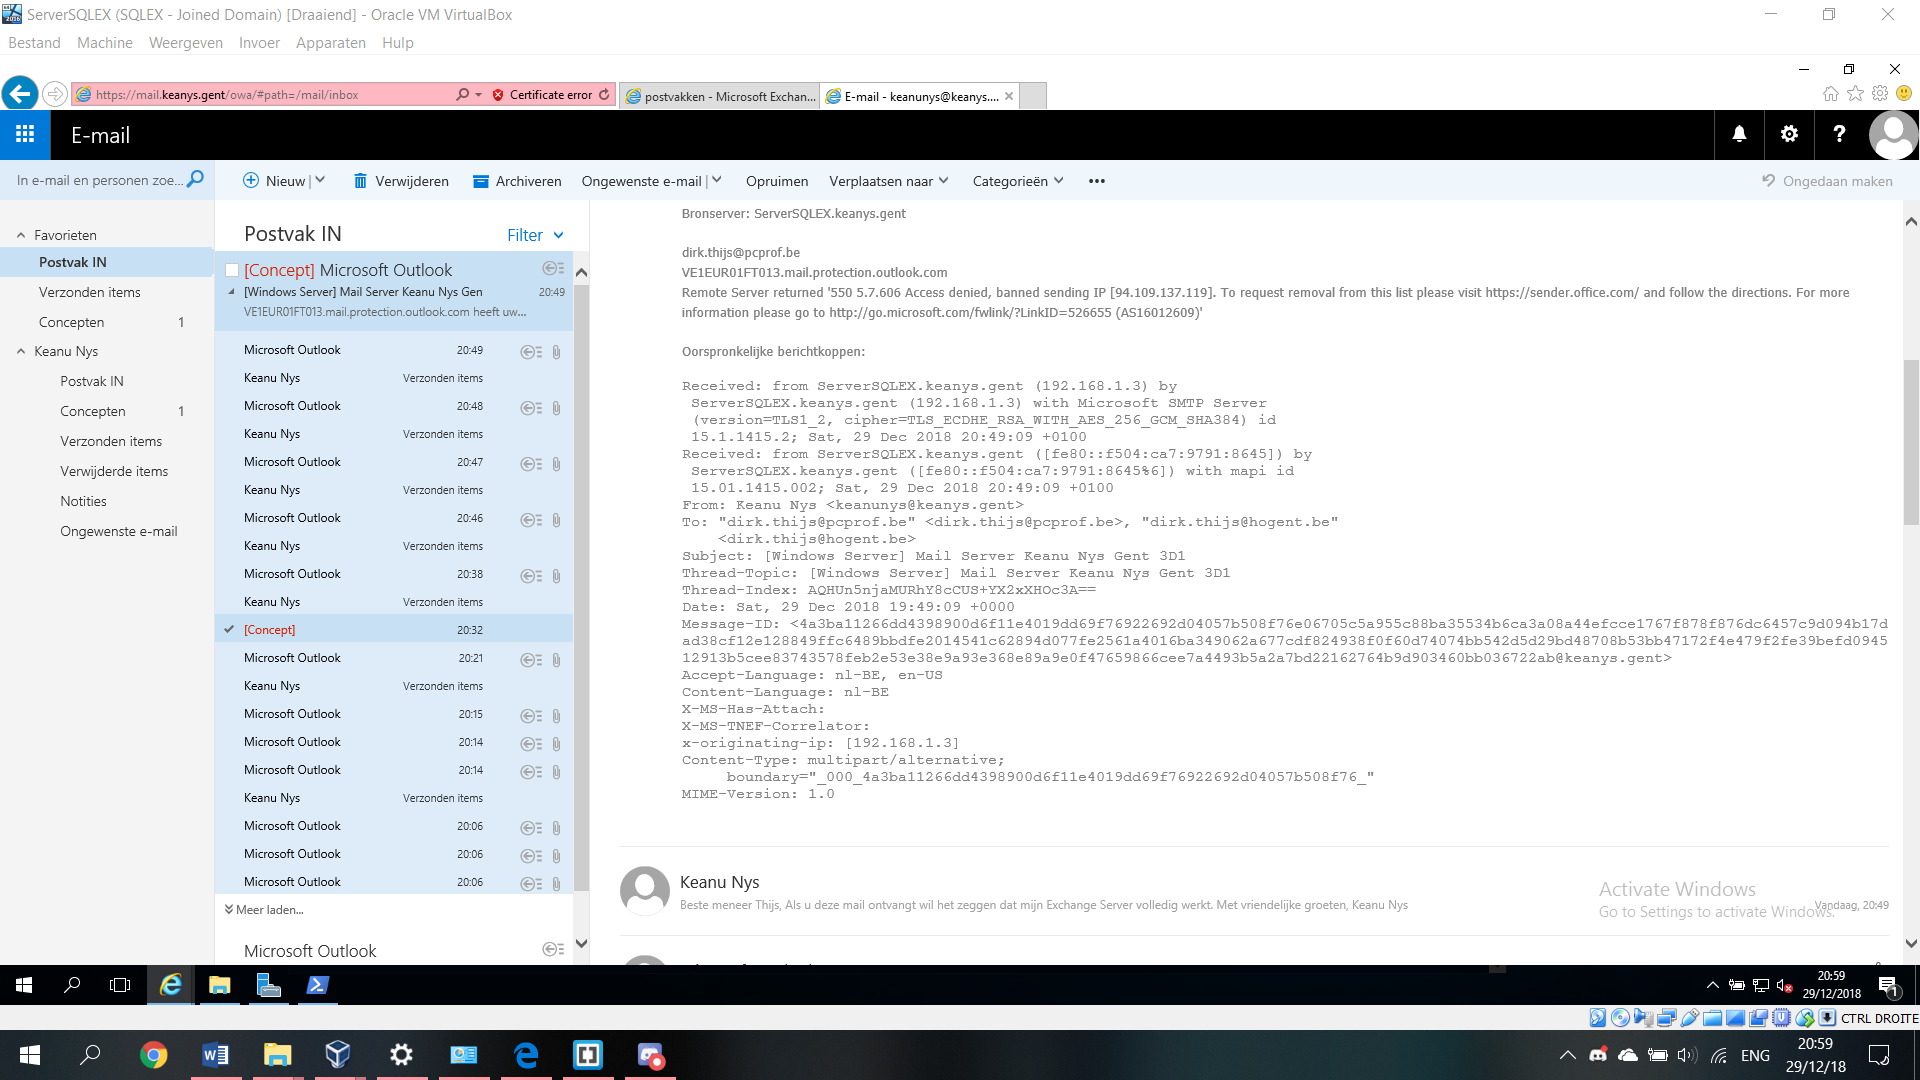 ServerSQLEX (SQLEX - Joined Domain) [Draaiend] - Oracle VM VirtualBox
Bestand Machine Weergeven Invoer Apparaten Hulp
https://mail.keanys.gent/owa/#path=/mail/inbox Certificate error postvakken - Microsoft Exchan... E-mail - keanunys@keanys....
E-mail
In e-mail en personen zoe... Nieuw Verwijderen Archiveren Ongewenste e-mail Opruimen Verplaatsen naar Categorieën ••• Ongedaan maken
Favorieten
Postvak IN
Verzonden items
Concepten 1
Keanu Nys
Postvak IN
Concepten 1
Verzonden items
Verwijderde items
Notities
Ongewenste e-mail
Postvak IN Filter
[Concept] Microsoft Outlook
[Windows Server] Mail Server Keanu Nys Gen 20:49
VE1EUR01FT013.mail.protection.outlook.com heeft uw...
Microsoft Outlook 20:49
Keanu Nys Verzonden items
Microsoft Outlook 20:48
Keanu Nys Verzonden items
Microsoft Outlook 20:47
Keanu Nys Verzonden items
Microsoft Outlook 20:46
Keanu Nys Verzonden items
Microsoft Outlook 20:38
Keanu Nys Verzonden items
[Concept] 20:32
Microsoft Outlook 20:21
Keanu Nys Verzonden items
Microsoft Outlook 20:15
Microsoft Outlook 20:14
Microsoft Outlook 20:14
Keanu Nys Verzonden items
Microsoft Outlook 20:06
Microsoft Outlook 20:06
Microsoft Outlook 20:06
Meer laden...
Microsoft Outlook
Bronserver: ServerSQLEX.keanys.gent
dirk.thijs@pcprof.be
VE1EUR01FT013.mail.protection.outlook.com
Remote Server returned '550 5.7.606 Access denied, banned sending IP [94.109.137.119]. To request removal from this list please visit https://sender.office.com/ and follow the directions. For more
information please go to http://go.microsoft.com/fwlink/?LinkID=526655 (AS16012609)'
Oorspronkelijke berichtkoppen:
Received: from ServerSQLEX.keanys.gent (192.168.1.3) by
ServerSQLEX.keanys.gent (192.168.1.3) with Microsoft SMTP Server
(version=TLS1_2, cipher=TLS_ECDHE_RSA_WITH_AES_256_GCM_SHA384) id
15.1.1415.2; Sat, 29 Dec 2018 20:49:09 +0100
Received: from ServerSQLEX.keanys.gent ([fe80::f504:ca7:9791:8645]) by
ServerSQLEX.keanys.gent ([fe80::f504:ca7:9791:8645%6]) with mapi id
15.01.1415.002; Sat, 29 Dec 2018 20:49:09 +0100
From: Keanu Nys <keanunys@keanys.gent>
To: "dirk.thijs@pcprof.be" <dirk.thijs@pcprof.be>, "dirk.thijs@hogent.be"
<dirk.thijs@hogent.be>
Subject: [Windows Server] Mail Server Keanu Nys Gent 3D1
Thread-Topic: [Windows Server] Mail Server Keanu Nys Gent 3D1
Thread-Index: AQHUn5njaMURhY8cCUS+YX2xXHOc3A==
Date: Sat, 29 Dec 2018 19:49:09 +0000
Message-ID: <4a3ba11266dd4398900d6f11e4019dd69f76922692d04057b508f76e06705c5a955c88ba35534b6ca3a08a44efcce1767f878f876dc6457c9d094b17d
ad38cf12e128849ffc6489bbdfe2014541c62894d077fe2561a4016ba349062a677cdf824938f0f60d74074bb542d5d29bd48708b53bb47172f4e479f2fe39befd0945
12913b5cee83743578feb2e53e38e9a93e368e89a9e0f47659866cee7a4493b5a2a7bd22162764b9d903460bb036722ab@keanys.gent>
Accept-Language: nl-BE, en-US
Content-Language: nl-BE
X-MS-Has-Attach:
X-MS-TNEF-Correlator:
x-originating-ip: [192.168.1.3]
Content-Type: multipart/alternative;
boundary="_000_4a3ba11266dd4398900d6f11e4019dd69f76922692d04057b508f76_"
MIME-Version: 1.0
Keanu Nys
Beste meneer Thijs, Als u deze mail ontvangt wil het zeggen dat mijn Exchange Server volledig werkt. Met vriendelijke groeten, Keanu Nys
Vandaag, 20:49
Activate Windows
Go to Settings to activate Windows.
20:59
29/12/2018
1
CTRL DROITE
ENG
20:59
29/12/18